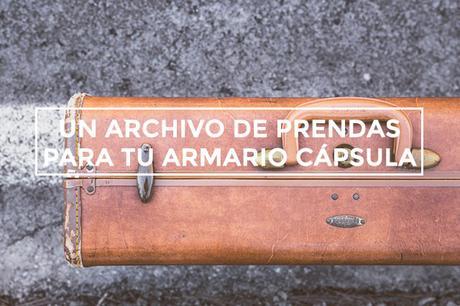 UN ARCHIVO DE PRENDAS
PARA TU ARMARIO CÁPSULA